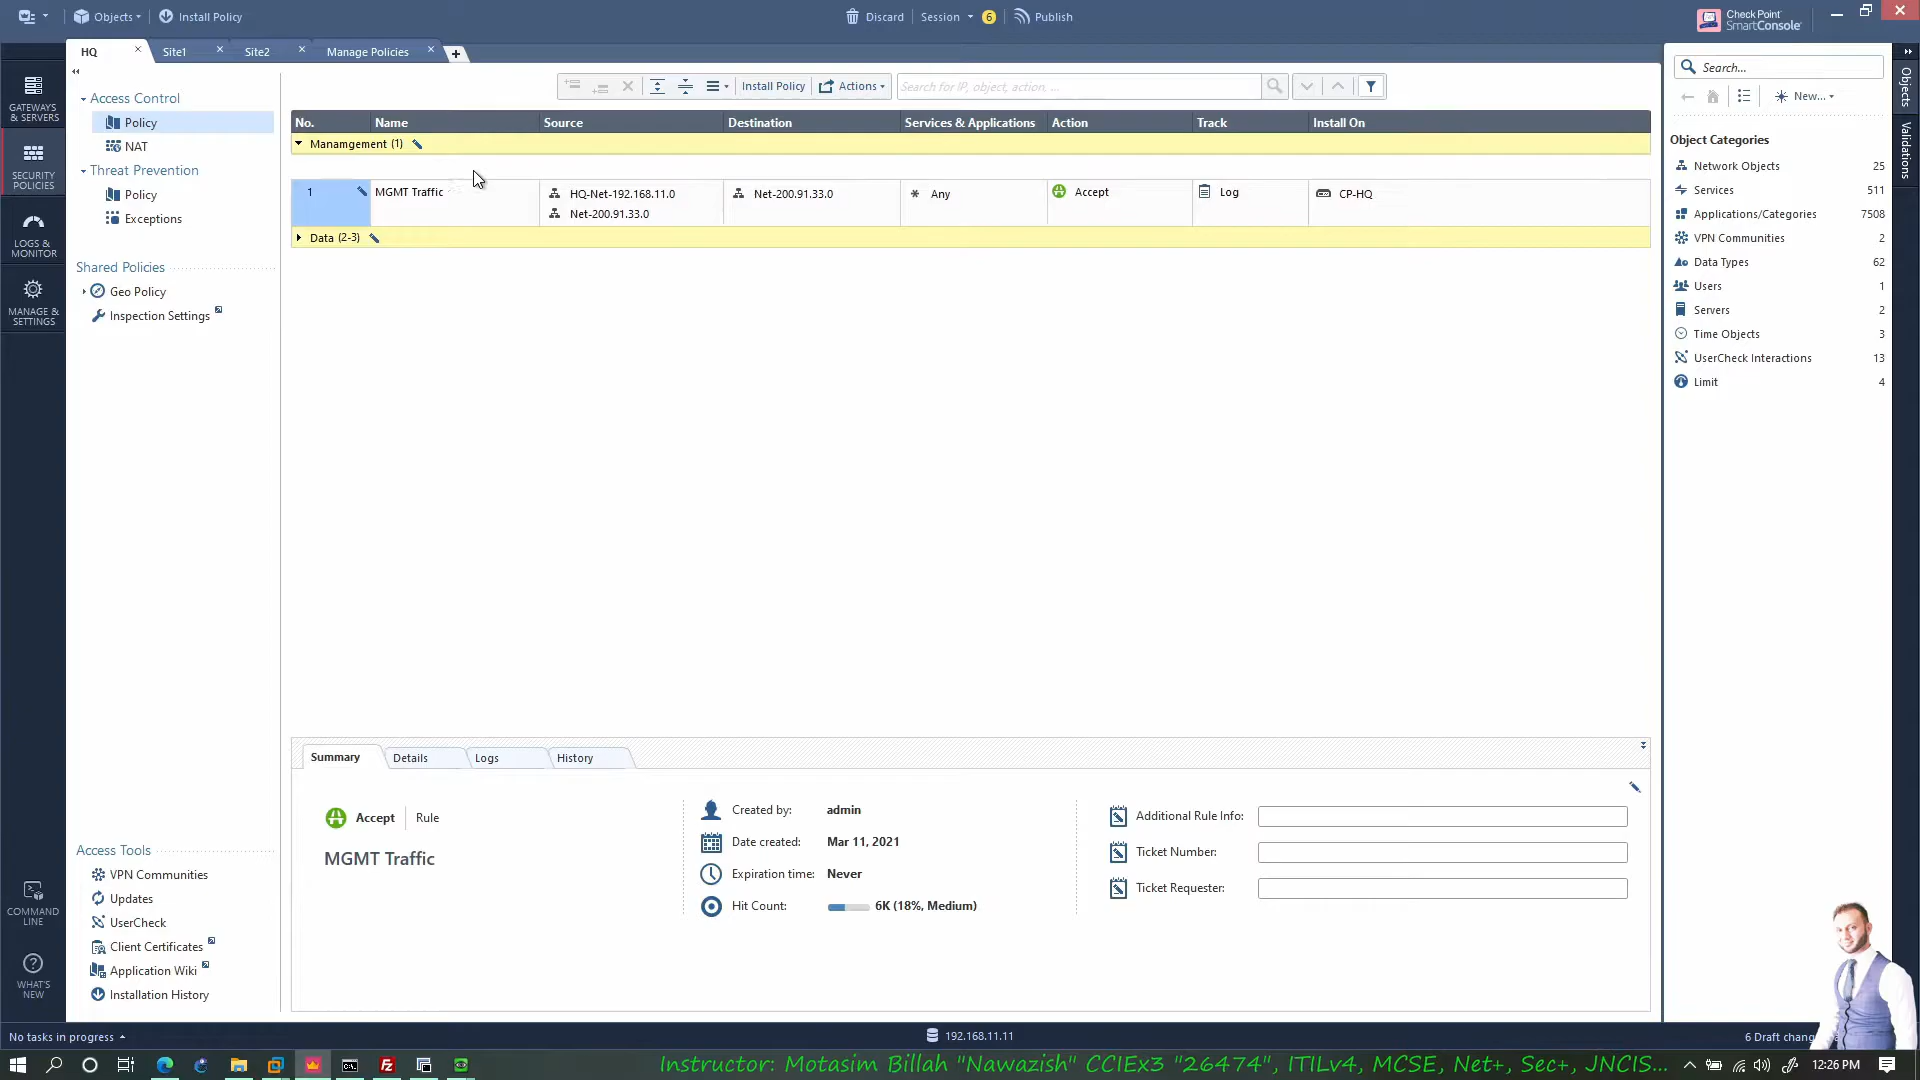 Objects
Install Policy
Discard
Session
6
Publish
Check Point
SmartConsole
HQ
Site1
Site2
Manage Policies
GATEWAYS & SERVERS
SECURITY POLICIES
LOGS & MONITOR
MANAGE & SETTINGS
COMMAND LINE
WHAT'S NEW
Access Control
Policy
NAT
Threat Prevention
Policy
Exceptions
Shared Policies
Geo Policy
Inspection Settings
Access Tools
VPN Communities
Updates
UserCheck
Client Certificates
Application Wiki
Installation History
Install Policy
Actions
Search for IP, object, action, ...
No. Name Source Destination Services & Applications Action Track Install On
Manamgement (1)
1 MGMT Traffic HQ-Net-192.168.11.0 Net-200.91.33.0 Any Accept Log CP-HQ
Net-200.91.33.0
Data (2-3)
Summary
Details
Logs
History
Accept
Rule
MGMT Traffic
Created by: admin
Date created: Mar 11, 2021
Expiration time: Never
Hit Count: 6K (18%, Medium)
Additional Rule Info:
Ticket Number:
Ticket Requester:
Search...
New...
Object Categories
Network Objects 25
Services 511
Applications/Categories 7508
VPN Communities 2
Data Types 62
Users 1
Servers 2
Time Objects 3
UserCheck Interactions 13
Limit 4
Objects
Validations
No tasks in progress
192.168.11.11
6 Draft chang
Instructor: Motasim Billah "Nawazish" CCIEx3 "26474", ITILv4, MCSE, Net+, Sec+, JNCIS...
12:26 PM